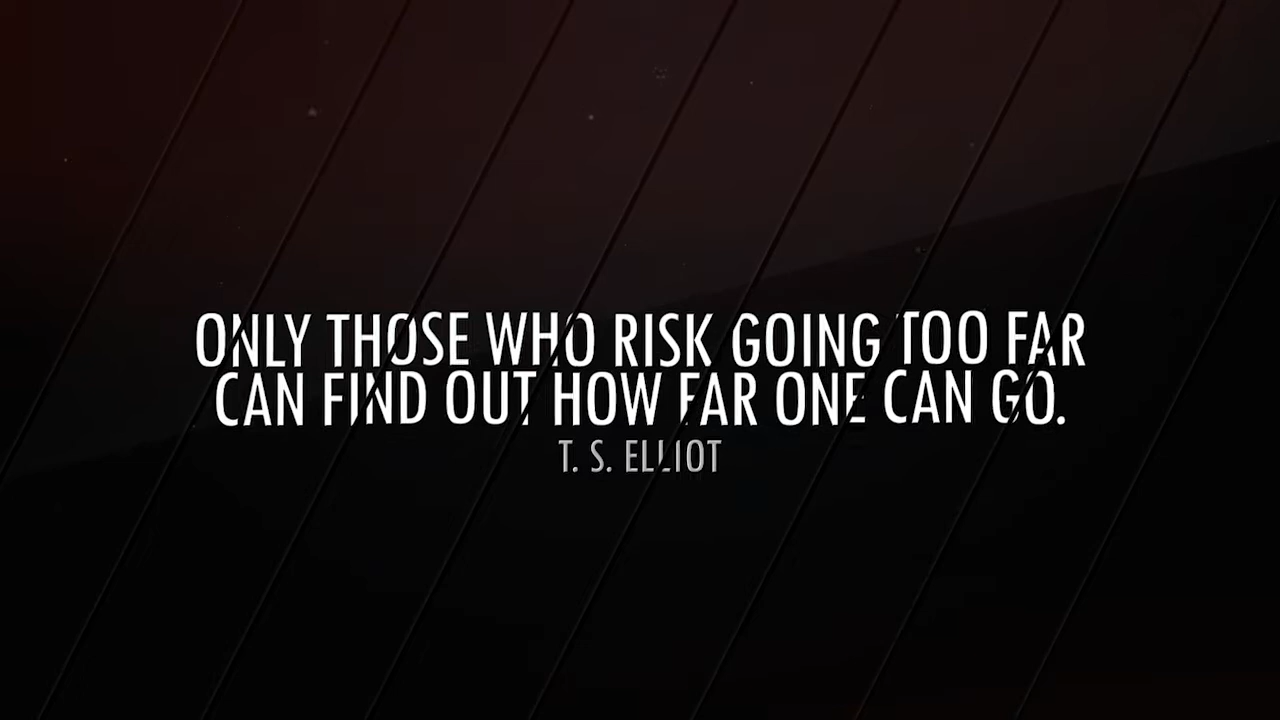 ONLY THOSE WHO RISK GOING TOO FAR
CAN FIND OUT HOW FAR ONE CAN GO.
T. S. ELLIOT